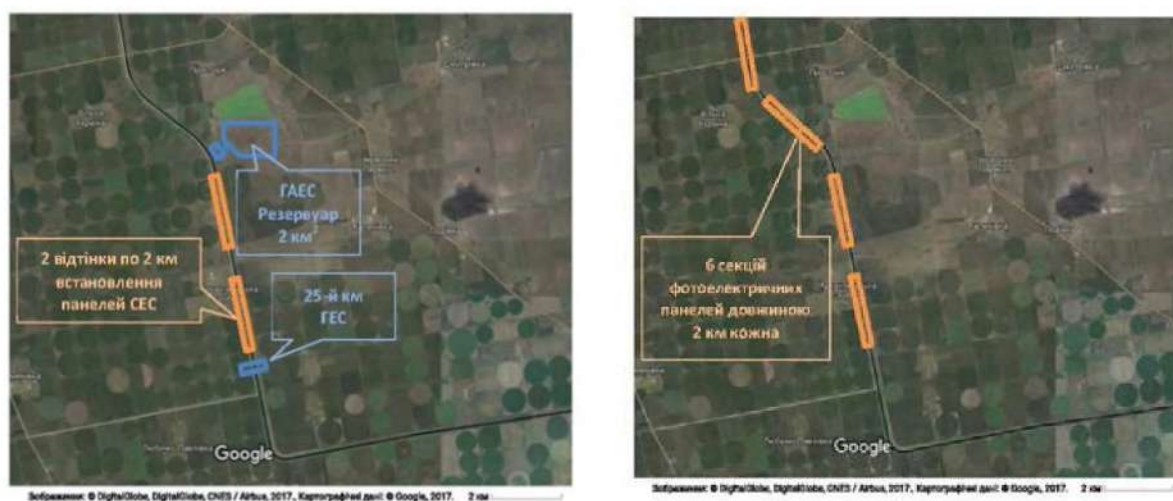 ГАЕС
Резервуар
2 км²
2 відтінки по 2 км
встановлення
панелей СЕС
25-й км
ГЕС
Google
Зображення: © DigitalGlobe, DigitalGlobe, CNES / Airbus, 2017., Картографічні дані: © Google, 2017. 2 км
6 секцій
фотоелектричних
панелей довжиною
2 км кожна
Google
Зображення: © DigitalGlobe, DigitalGlobe, CNES / Airbus, 2017., Картографічні дані: © Google, 2017. 2 км